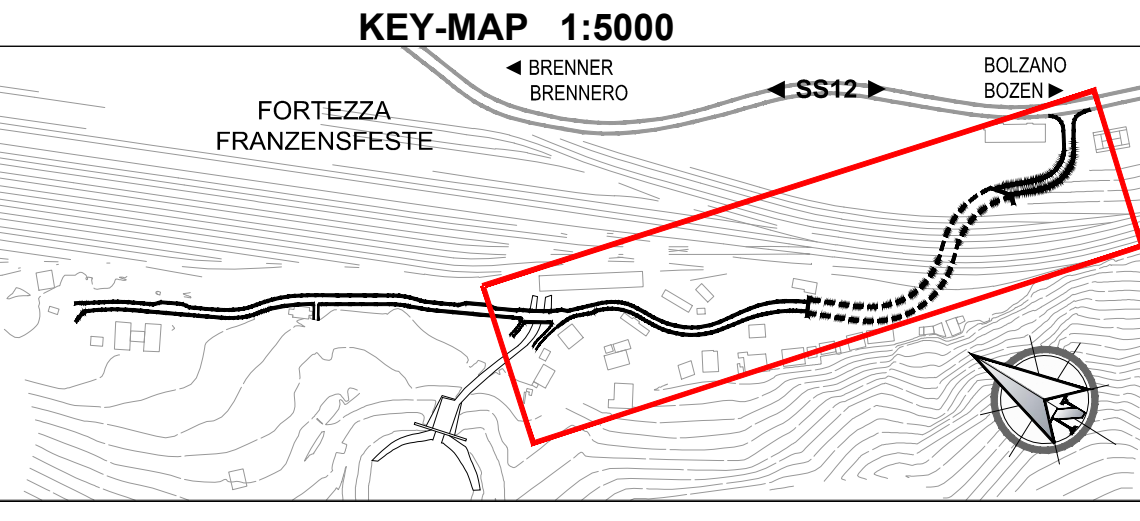 KEY-MAP 1:5000
◄ BRENNER
BRENNERO
◄ SS12 ►
BOLZANO
BOZEN ►
FORTEZZA
FRANZENSFESTE